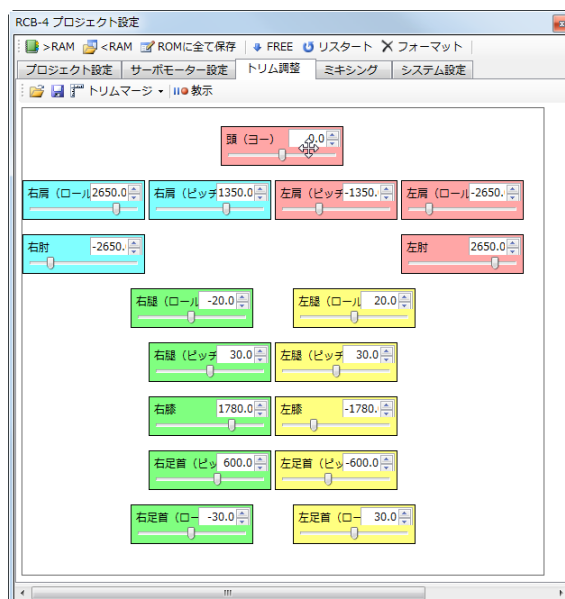 RCB-4 プロジェクト設定
>RAM <RAM ROMに全て保存 FREE リスタート フォーマット
プロジェクト設定 サーボモーター設定 トリム調整 ミキシング システム設定
トリムマージ 教示
頭（ヨー） 0.0
右肩（ロール 2650.0 右肩（ピッチ 1350.0 左肩（ピッチ -1350. 左肩（ロール -2650.
右肘 -2650. 左肘 2650.0
右腿（ロール -20.0 左腿（ロール 20.0
右腿（ピッチ 30.0 左腿（ピッチ 30.0
右膝 1780.0 左膝 -1780.
右足首（ピッ 600.0 左足首（ピッ -600.0
右足首（ロー -30.0 左足首（ロー 30.0